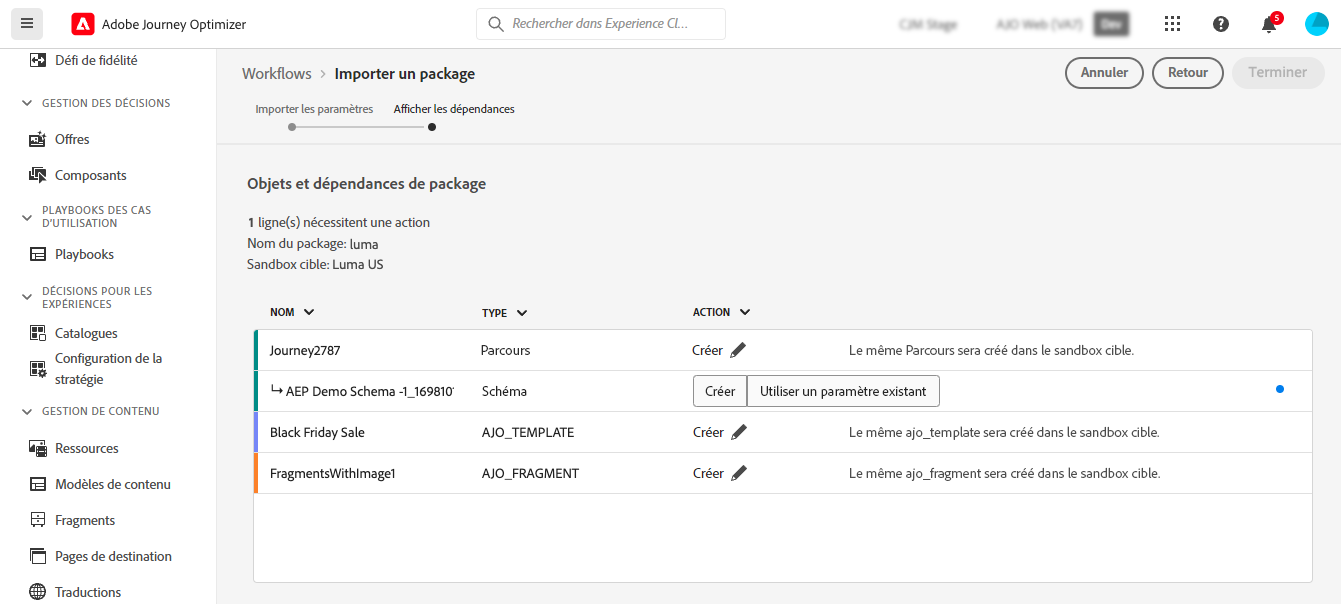 Adobe Journey Optimizer
Rechercher dans Experience Cl...
5
Défi de fidélité
GESTION DES DÉCISIONS
Offres
Composants
PLAYBOOKS DES CAS
D'UTILISATION
Playbooks
DÉCISIONS POUR LES
EXPÉRIENCES
Catalogues
Configuration de la
stratégie
GESTION DE CONTENU
Ressources
Modèles de contenu
Fragments
Pages de destination
Traductions
Workflows > Importer un package
Annuler
Retour
Terminer
Importer les paramètres
Afficher les dépendances
Objets et dépendances de package
1 ligne(s) nécessitent une action
Nom du package: luma
Sandbox cible: Luma US
NOM TYPE ACTION
Journey2787 Parcours Créer Le même Parcours sera créé dans le sandbox cible.
AEP Demo Schema -1_169810 Schéma Créer Utiliser un paramètre existant
Black Friday Sale AJO_TEMPLATE Créer Le même ajo_template sera créé dans le sandbox cible.
FragmentsWithImage1 AJO_FRAGMENT Créer Le même ajo_fragment sera créé dans le sandbox cible.